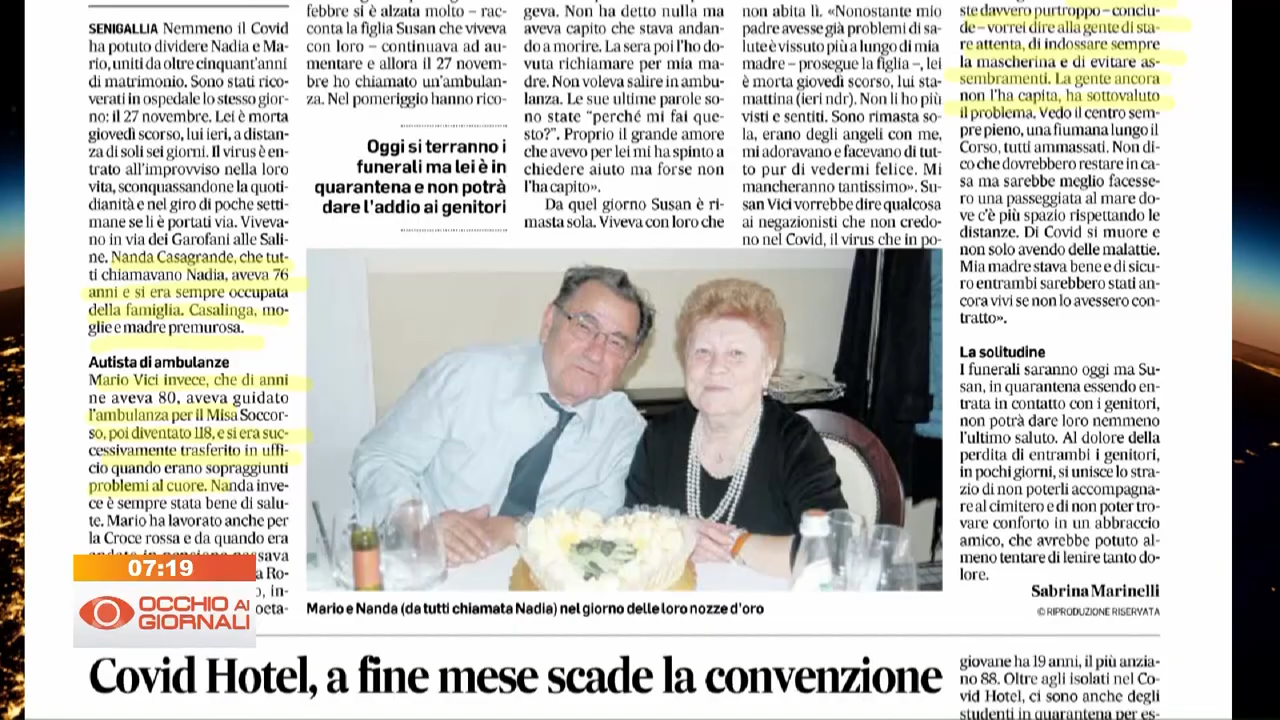 SENIGALLIA Nemmeno il Covid
ha potuto dividere Nadia e Ma-
rio, uniti da oltre cinquant'anni
di matrimonio. Sono stati rico-
verati in ospedale lo stesso gior-
no: il 27 novembre. Lei è morta
giovedì scorso, lui ieri, a distan-
za di soli sei giorni. Il virus è en-
trato all'improvviso nella loro
vita, sconquassandone la quoti-
dianità e nel giro di poche setti-
mane se li è portati via. Viveva-
no in via dei Garofani alle Sali-
ne. Nanda Casagrande, che tut-
ti chiamavano Nadia, aveva 76
anni e si era sempre occupata
della famiglia. Casalinga, mo-
glie e madre premurosa.
Autista di ambulanze
Mario Vici invece, che di anni
ne aveva 80, aveva guidato
l'ambulanza per il Misa Soccor-
so, poi diventato 118, e si era suc-
cessivamente trasferito in uffi-
cio quando erano sopraggiunti
problemi al cuore. Nanda inve-
ce è sempre stata bene di salu-
te. Mario ha lavorato anche per
la Croce rossa e da quando era
andato in pensione passava
a Ro-
o, in-
octa-
febbre si è alzata molto – rac-
conta la figlia Susan che viveva
con loro – continuava ad au-
mentare e allora il 27 novem-
bre ho chiamato un'ambulan-
za. Nel pomeriggio hanno rico-
Oggi si terranno i
funerali ma lei è in
quarantena e non potrà
dare l'addio ai genitori
geva. Non ha detto nulla ma
aveva capito che stava andan-
do a morire. La sera poi l'ho do-
vuta richiamare per mia ma-
dre. Non voleva salire in ambu-
lanza. Le sue ultime parole so-
no state "perché mi fai que-
sto?". Proprio il grande amore
che avevo per lei mi ha spinto a
chiedere aiuto ma forse non
l'ha capito».
Da quel giorno Susan è ri-
masta sola. Viveva con loro che
non abita lì. «Nonostante mio
padre avesse già problemi di sa-
lute è vissuto più a lungo di mia
madre – prosegue la figlia –, lei
è morta giovedì scorso, lui sta-
mattina (ieri ndr). Non li ho più
visti e sentiti. Sono rimasta so-
la, erano degli angeli con me,
mi adoravano e facevano di tut-
to pur di vedermi felice. Mi
mancheranno tantissimo». Su-
san Vici vorrebbe dire qualcosa
ai negazionisti che non credo-
no nel Covid, il virus che in po-
ste davvero purtroppo – conclu-
de – vorrei dire alla gente di sta-
re attenta, di indossare sempre
la mascherina e di evitare as-
sembramenti. La gente ancora
non l'ha capita, ha sottovaluto
il problema. Vedo il centro sem-
pre pieno, una fiumana lungo il
Corso, tutti ammassati. Non di-
co che dovrebbero restare in ca-
sa ma sarebbe meglio facesse-
ro una passeggiata al mare do-
ve c'è più spazio rispettando le
distanze. Di Covid si muore e
non solo avendo delle malattie.
Mia madre stava bene e di sicu-
ro entrambi sarebbero stati an-
cora vivi se non lo avessero con-
tratto».
La solitudine
I funerali saranno oggi ma Su-
san, in quarantena essendo en-
trata in contatto con i genitori,
non potrà dare loro nemmeno
l'ultimo saluto. Al dolore della
perdita di entrambi i genitori,
in pochi giorni, si unisce lo stra-
zio di non poterli accompagna-
re al cimitero e di non poter tro-
vare conforto in un abbraccio
amico, che avrebbe potuto al-
meno tentare di lenire tanto do-
lore.
Sabrina Marinelli
© RIPRODUZIONE RISERVATA
Mario e Nanda (da tutti chiamata Nadia) nel giorno delle loro nozze d'oro
07:19
OCCHIO AI
GIORNALI
Covid Hotel, a fine mese scade la convenzione
giovane ha 19 anni, il più anzia-
no 88. Oltre agli isolati nel Co-
vid Hotel, ci sono anche degli
studenti in quarantena per es-